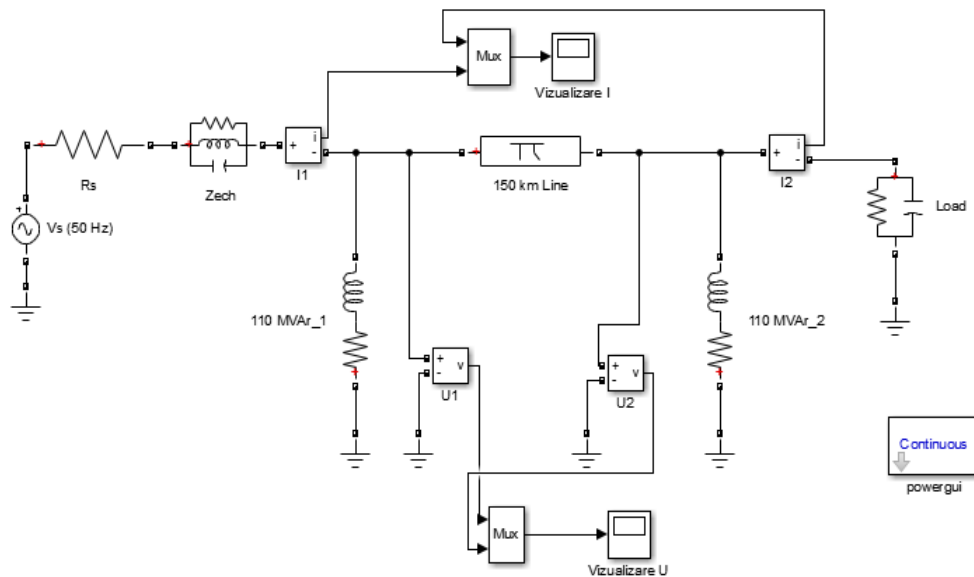 Mux
Vizualizare I
i
+
-
I1
Rs
Zech
150 km Line
i
+
-
I2
Load
+
Vs (50 Hz)
110 MVAr_1
110 MVAr_2
+
-
v
U1
+
-
v
U2
Continuous
powergui
Mux
Vizualizare U